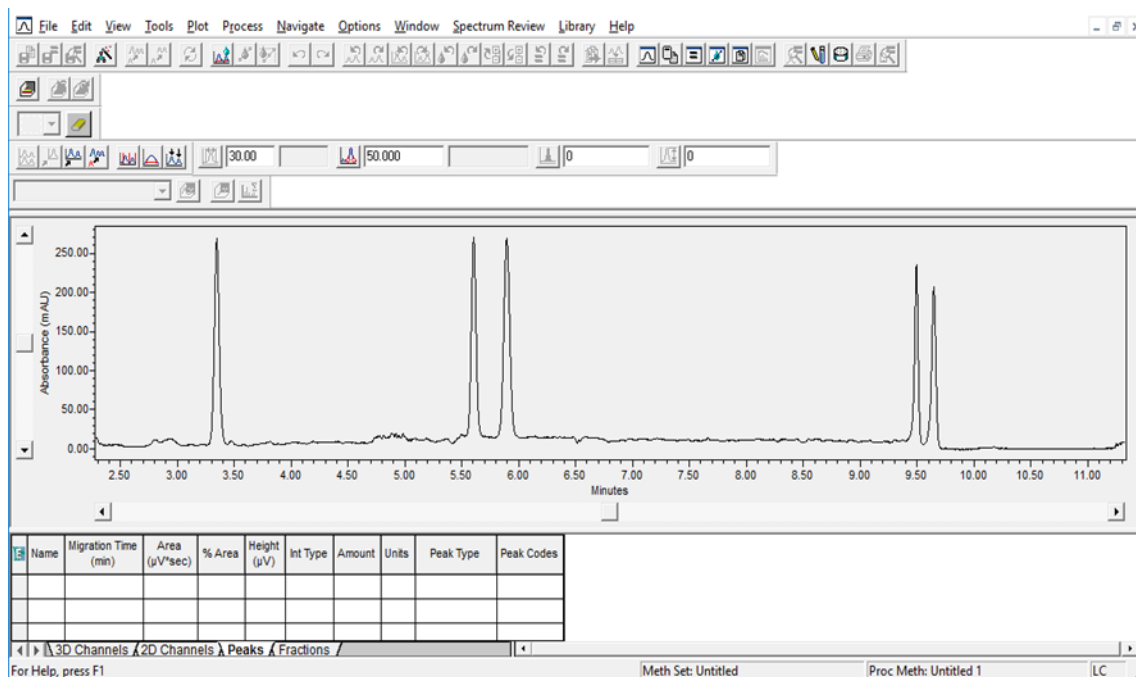 File Edit View Tools Plot Process Navigate Options Window Spectrum Review Library Help
30.00 50.000 0 0
250.00
200.00
150.00
100.00
50.00
0.00
Absorbance (mAU)
2.50 3.00 3.50 4.00 4.50 5.00 5.50 6.00 6.50 7.00 7.50 8.00 8.50 9.00 9.50 10.00 10.50 11.00
Minutes
Name Migration Time (min) Area (µV*sec) % Area Height (µV) Int Type Amount Units Peak Type Peak Codes
3D Channels 2D Channels Peaks Fractions
For Help, press F1 Meth Set: Untitled Proc Meth: Untitled 1 LC